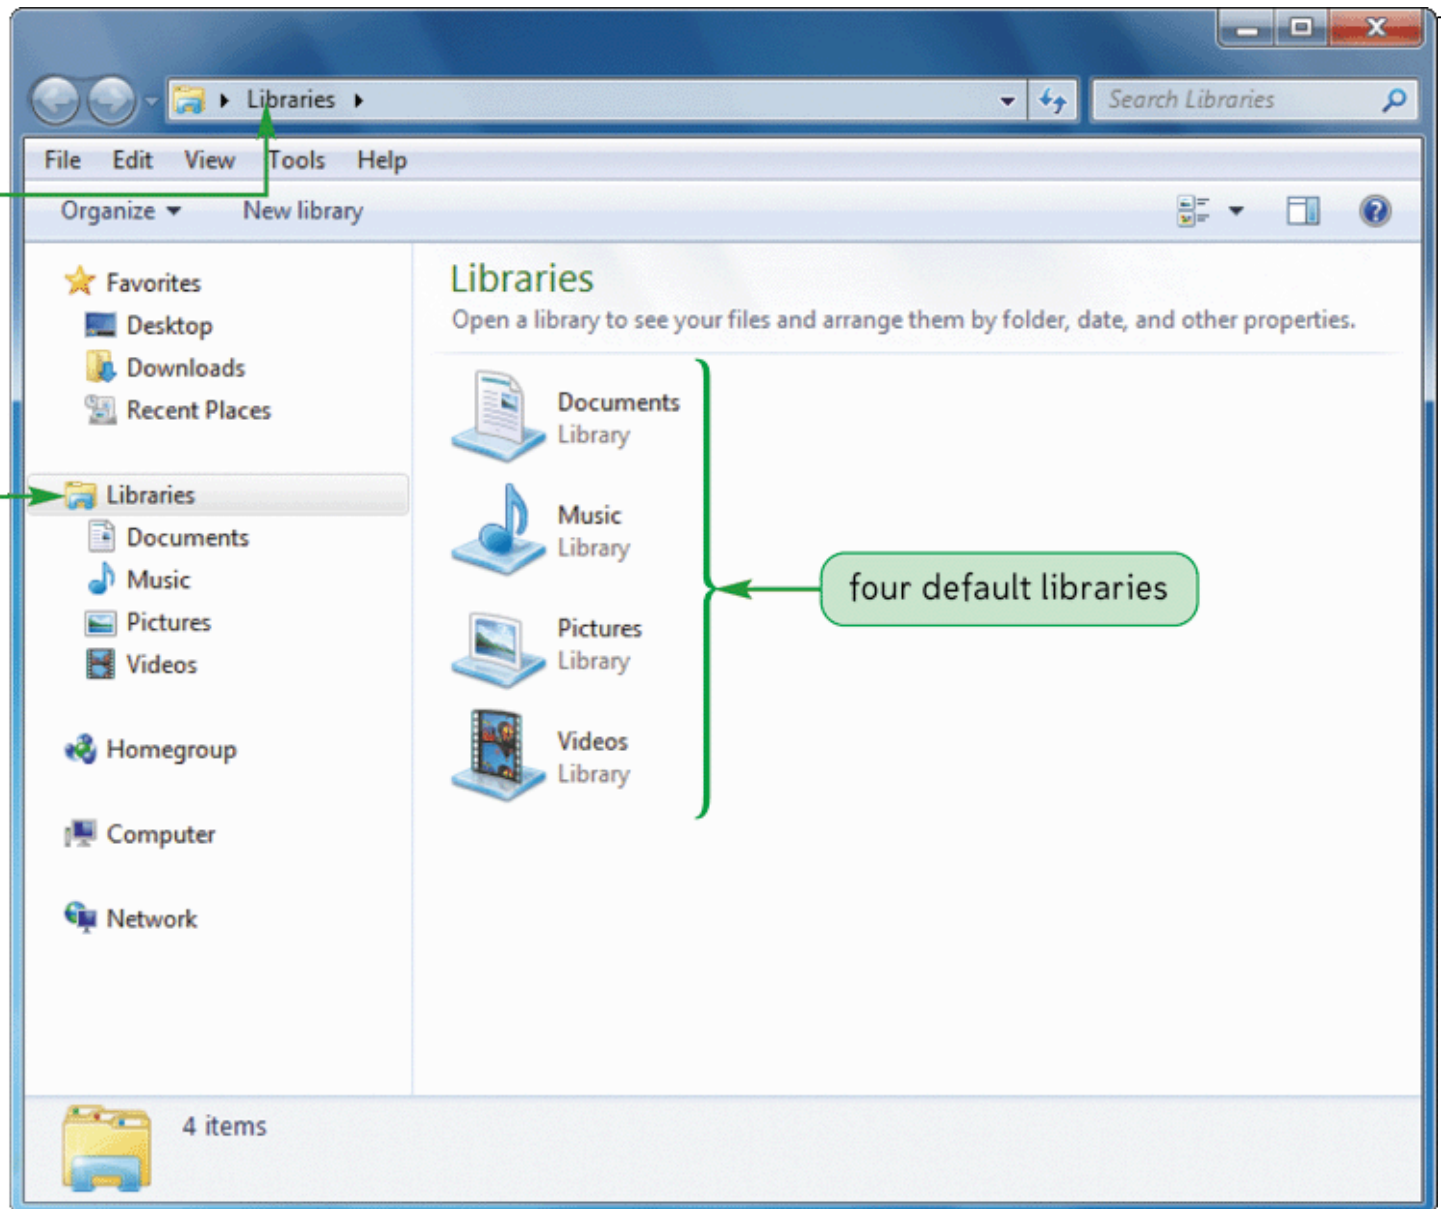 Libraries
Search Libraries
File Edit View Tools Help
Organize New library
Favorites
Desktop
Downloads
Recent Places
Libraries
Documents
Music
Pictures
Videos
Homegroup
Computer
Network
Libraries
Open a library to see your files and arrange them by folder, date, and other properties.
Documents
Library
Music
Library
Pictures
Library
Videos
Library
four default libraries
4 items